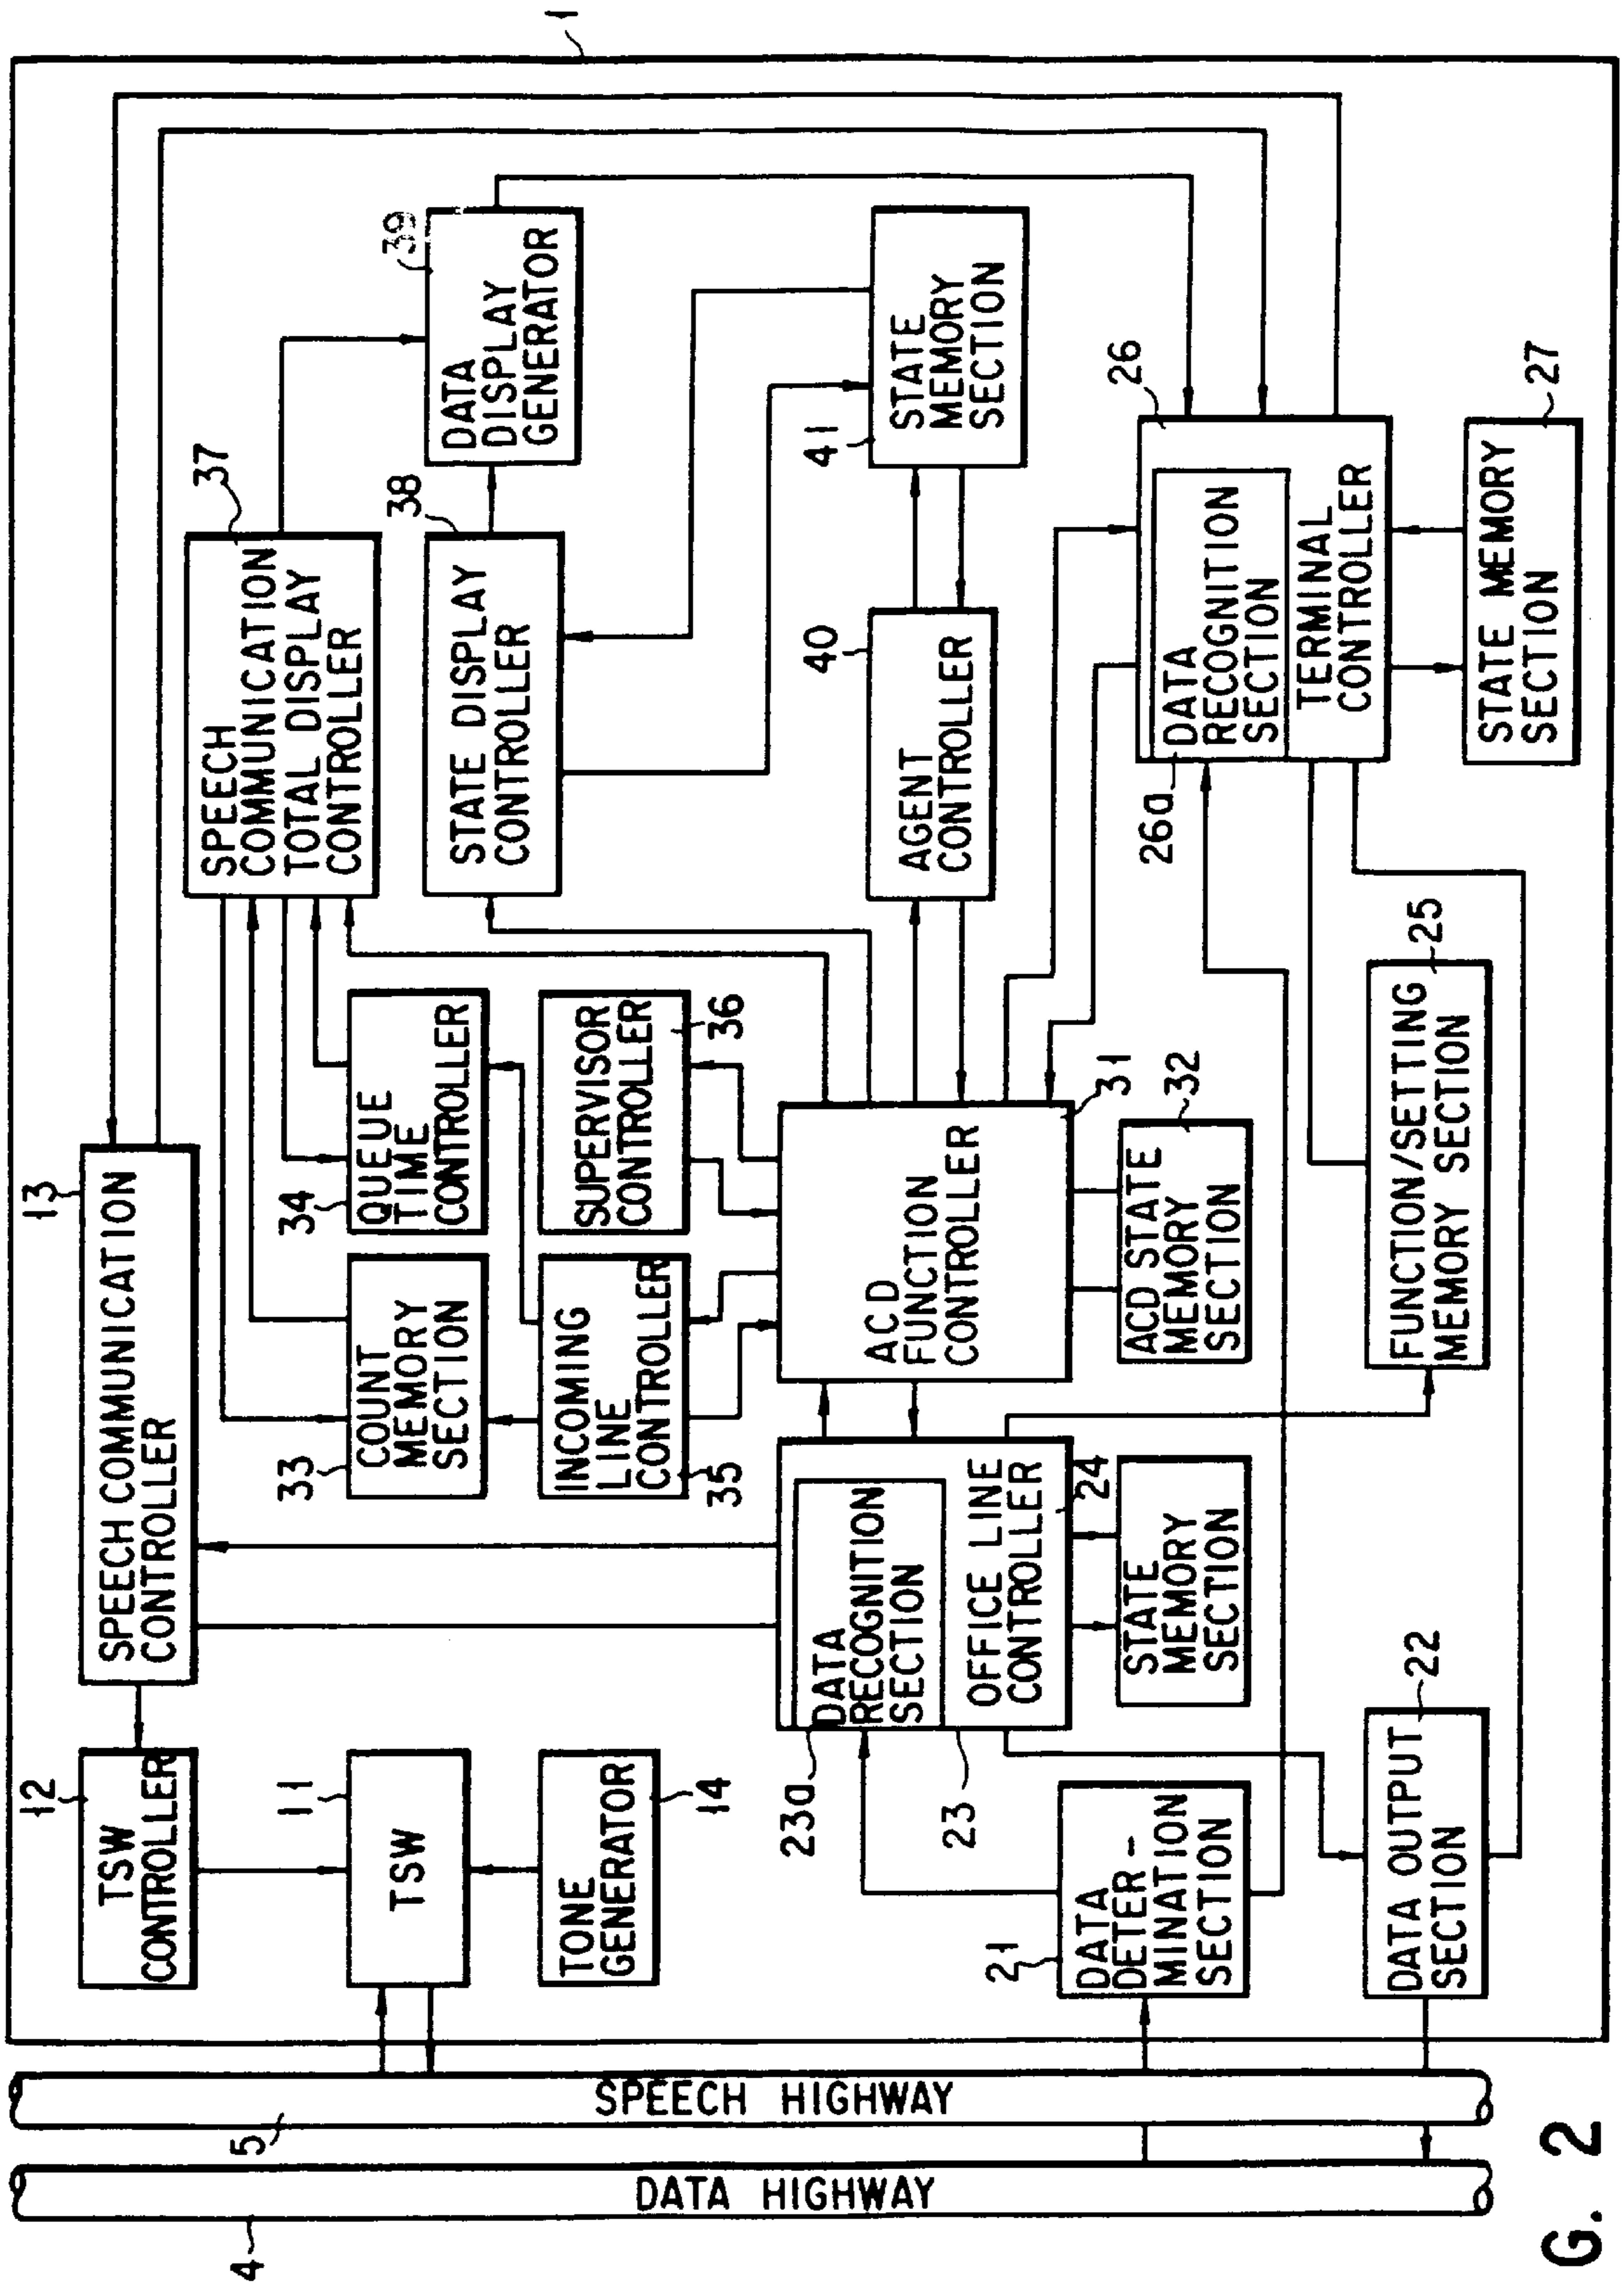 1
13
SPEECH COMMUNICATION
CONTROLLER
12
TSW
CONTROLLER
11
TSW
TONE
GENERATOR
14
37
SPEECH
COMMUNICATION
TOTAL DISPLAY
CONTROLLER
34
QUEUE
TIME
CONTROLLER
33
COUNT
MEMORY
SECTION
39
DATA
DISPLAY
GENERATOR
38
STATE DISPLAY
CONTROLLER
SUPERVISOR
CONTROLLER
36
INCOMING
LINE
CONTROLLER
35
41
STATE
MEMORY
SECTION
40
AGENT
CONTROLLER
ACD
FUNCTION
CONTROLLER
31
ACD STATE
MEMORY
SECTION
32
23a
DATA
RECOGNITION
SECTION
OFFICE LINE
CONTROLLER
23
24
STATE
MEMORY
SECTION
21
DATA
DETER-
MINATION
SECTION
26
26a
DATA
RECOGNITION
SECTION
TERMINAL
CONTROLLER
27
STATE MEMORY
SECTION
25
FUNCTION/SETTING
MEMORY SECTION
22
DATA OUTPUT
SECTION
SPEECH HIGHWAY
5
DATA HIGHWAY
4
G. 2